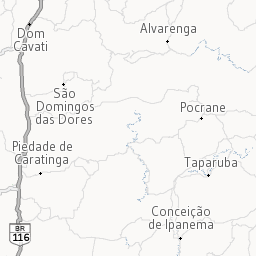 Dom
Cavati
Alvarenga
São
Domingos
das Dores
Pocrane
Piedade de
Caratinga
Taparuba
Conceição
de Ipanema
BR
116